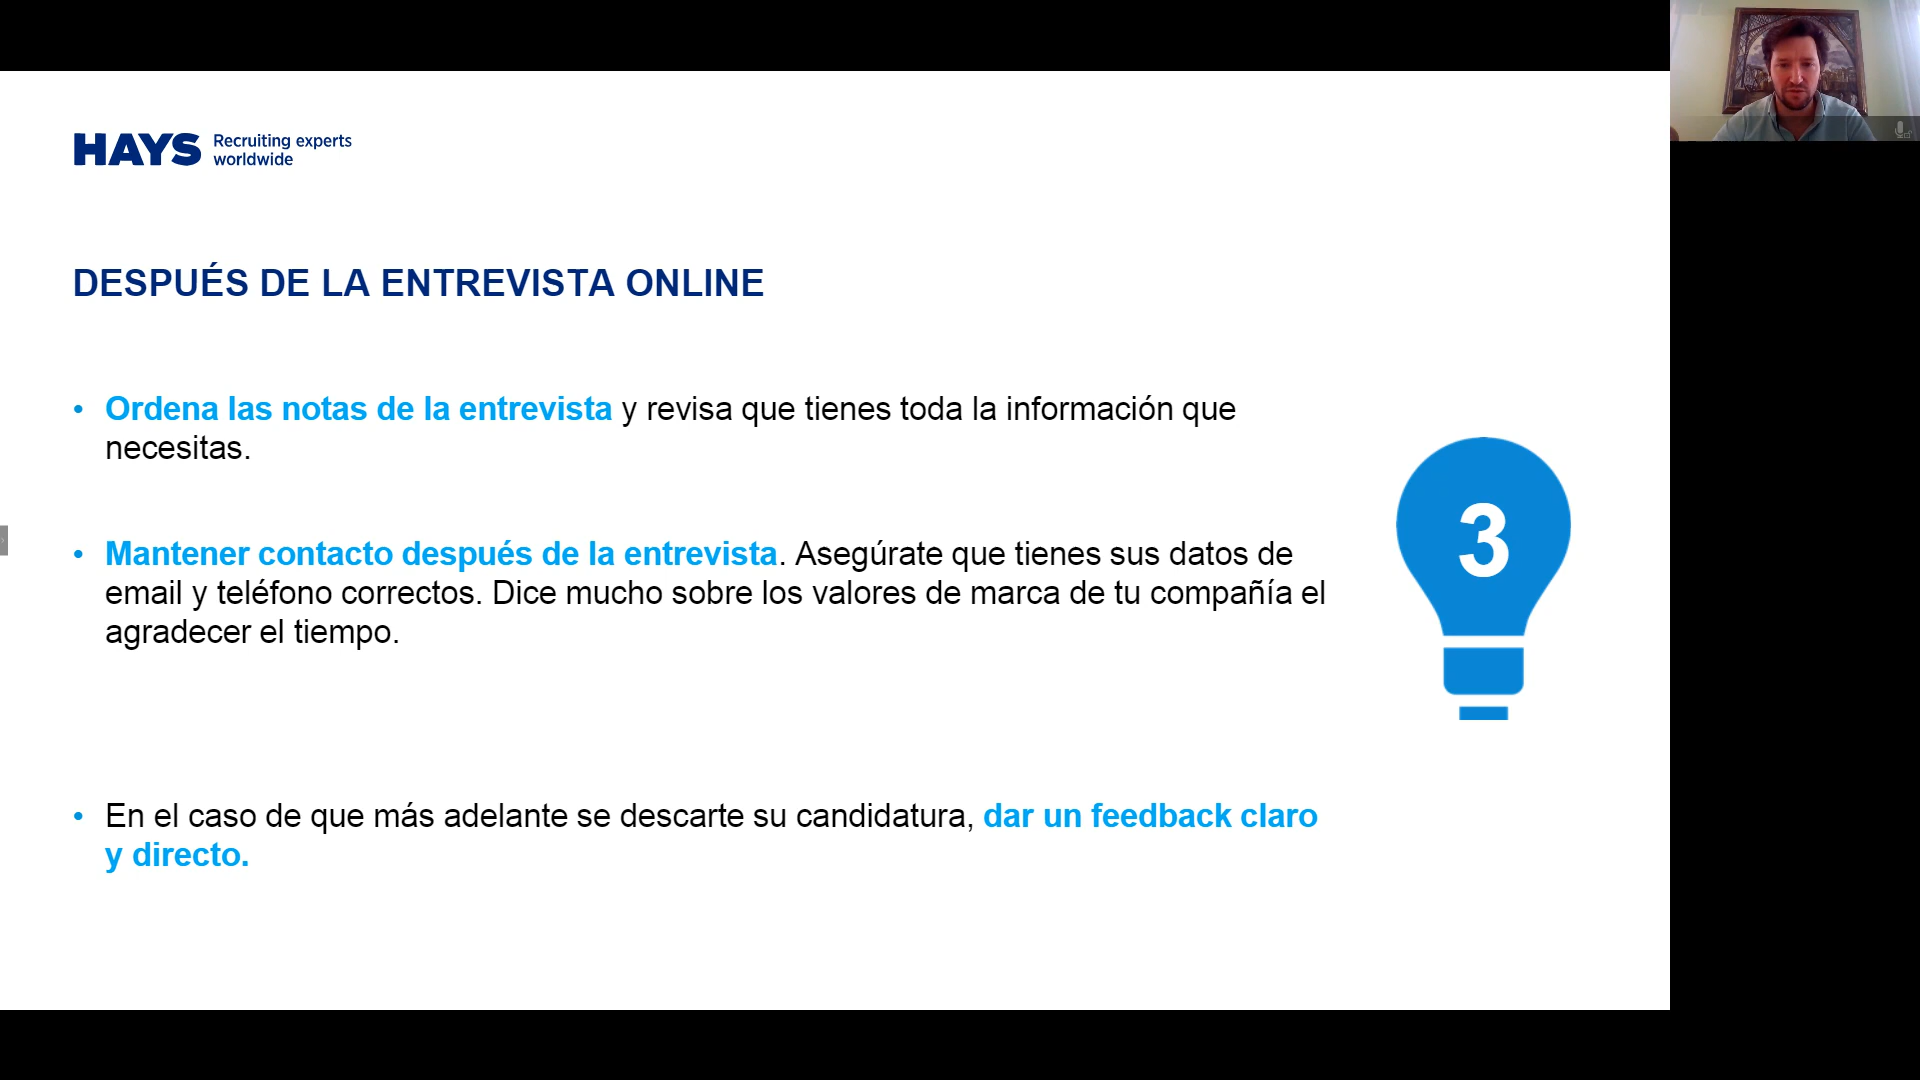 HAYS Recruiting experts
worldwide
DESPUÉS DE LA ENTREVISTA ONLINE
• Ordena las notas de la entrevista y revisa que tienes toda la información que
necesitas.
• Mantener contacto después de la entrevista. Asegúrate que tienes sus datos de
email y teléfono correctos. Dice mucho sobre los valores de marca de tu compañía el
agradecer el tiempo.
3
• En el caso de que más adelante se descarte su candidatura, dar un feedback claro
y directo.